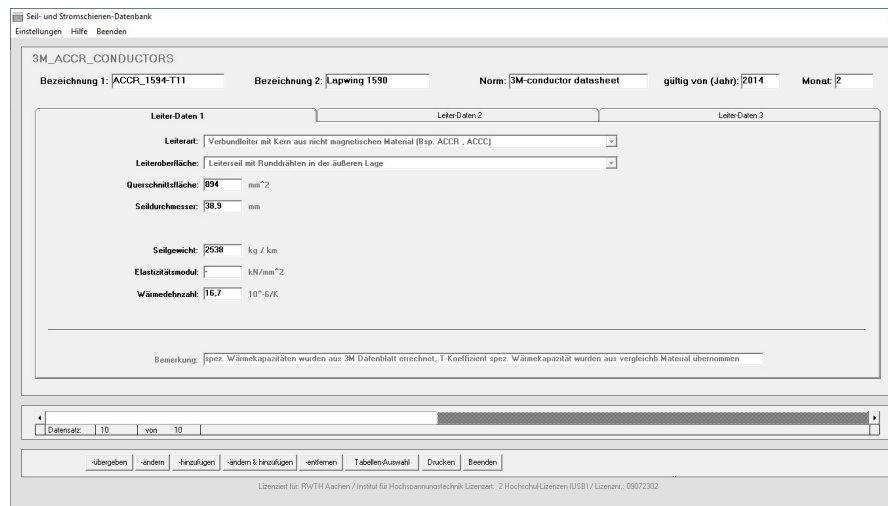 Seil- und Stromschienen-Datenbank
Einstellungen Hilfe Beenden
3M_ACCR_CONDUCTORS
Bezeichnung 1: ACCR_1594-T11 Bezeichnung 2: Lapwing 1590 Norm: 3M-conductor datasheet gültig von (Jahr): 2014 Monat: 2
Leiter-Daten 1 Leiter-Daten 2 Leiter-Daten 3
Leiterart: Verbundleiter mit Kern aus nicht magnetischen Material (Bsp. ACCR , ACCC)
Leiteroberfläche: Leiterseil mit Runddrähten in der äußeren Lage
Querschnittsfläche: 894 mm^2
Seildurchmesser: 38,9 mm
Seilgewicht: 2538 kg / km
Elastizitätsmodul: - kN/mm^2
Wärmedehnzahl: 16,7 10^-6/K
Bemerkung: spez. Wärmekapazitäten wurden aus 3M Datenblatt errechnet, T-Koeffizient spez. Wärmekapazität wurden aus vergleichb.Material übernommen
Datensatz: 10 von 10
-übergeben -ändern -hinzufügen -ändern & hinzufügen -entfernen Tabellen-Auswahl Drucken Beenden
Lizenziert für: RWTH Aachen / Institut für Hochspannungstechnik Lizenzart: 2 Hochschul-Lizenzen (USB) / Lizenznr.: 09072302